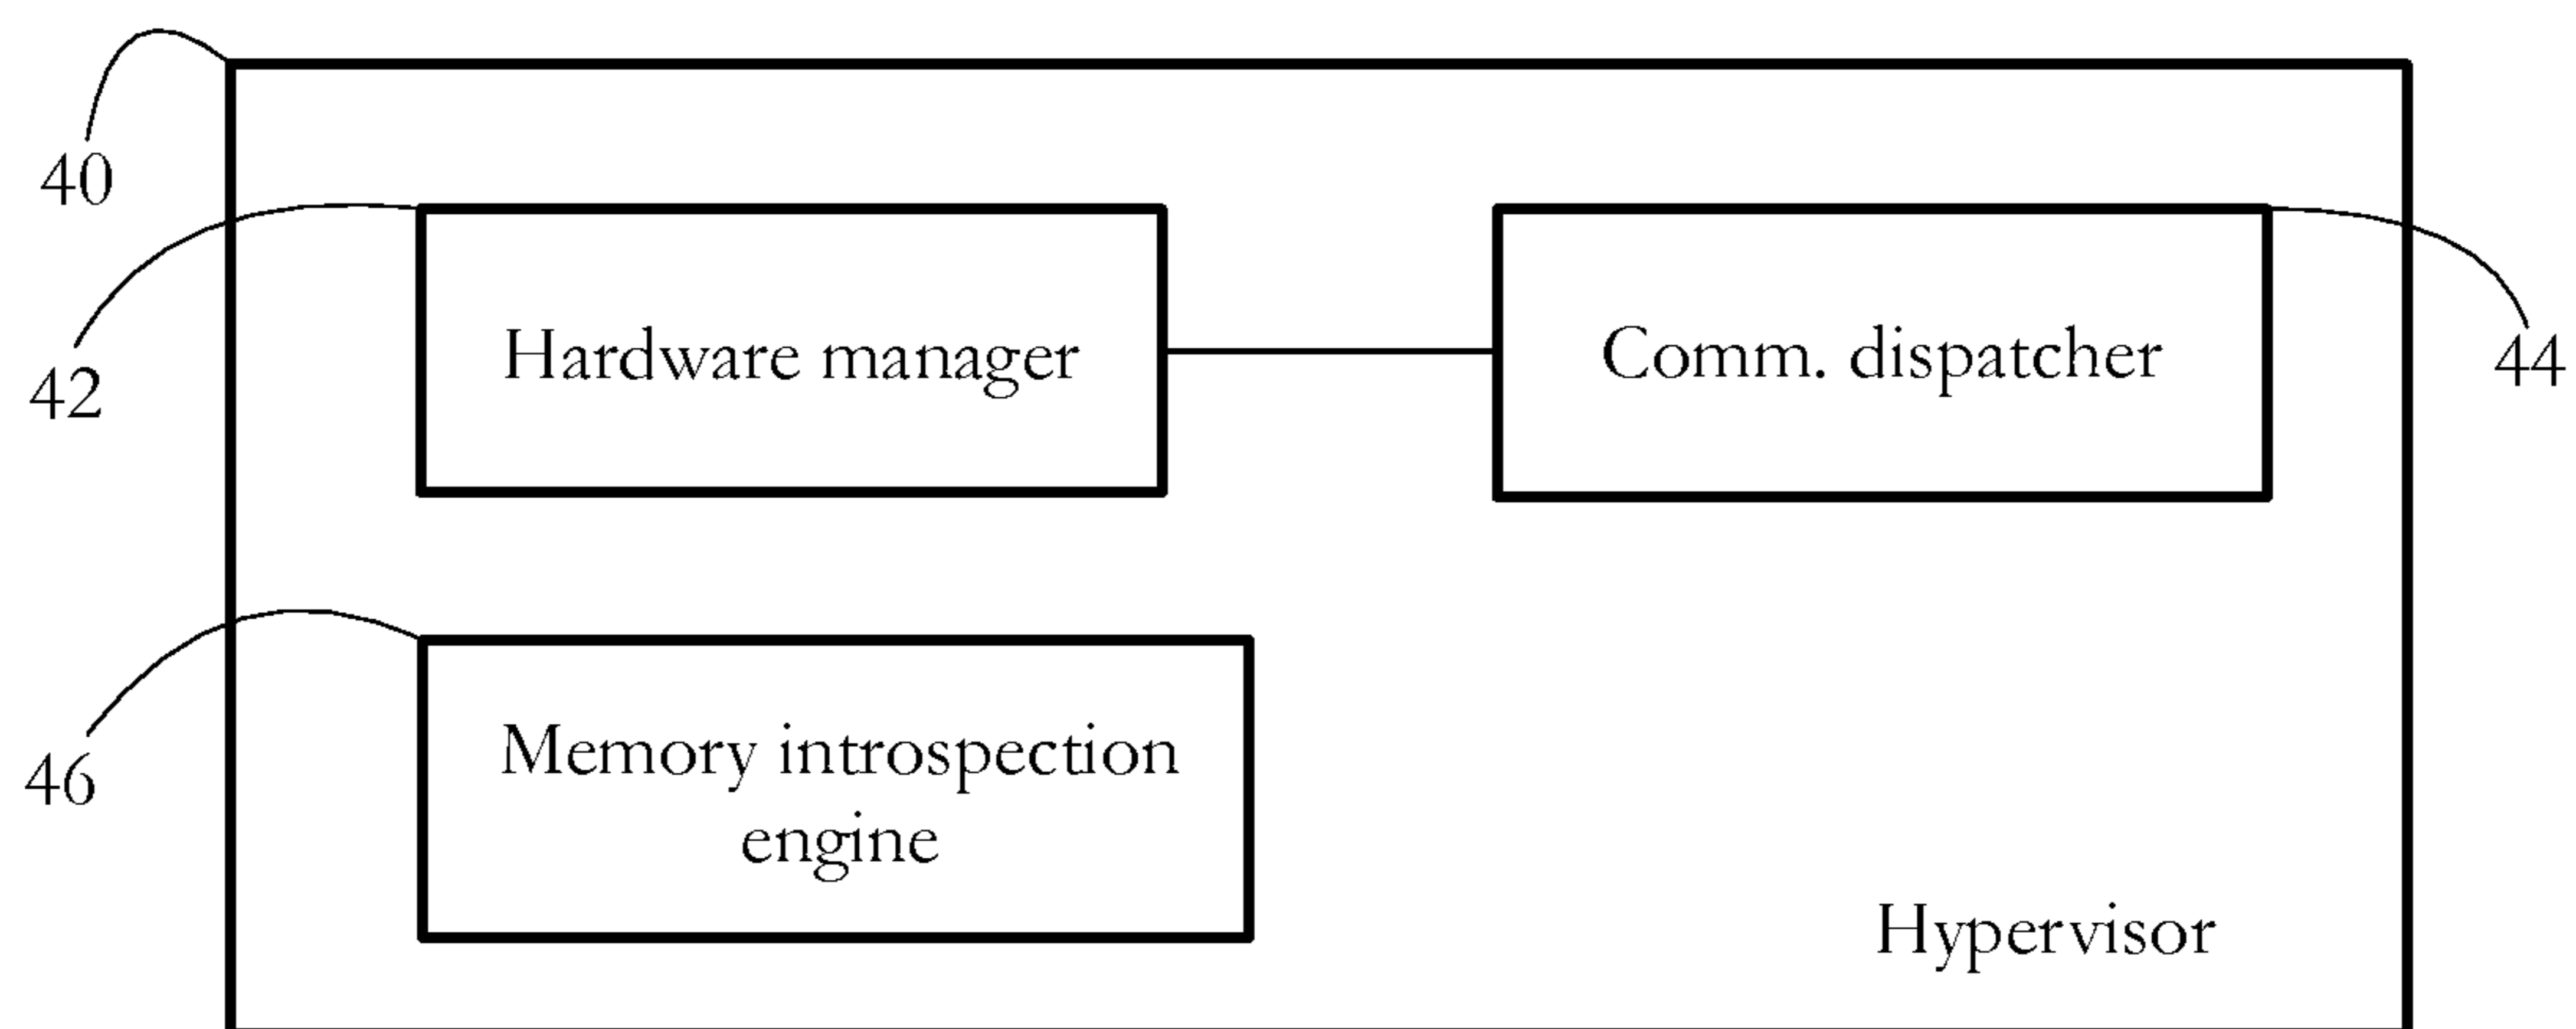 40
42
Hardware manager
Comm. dispatcher
44
46
Memory introspection
engine
Hypervisor